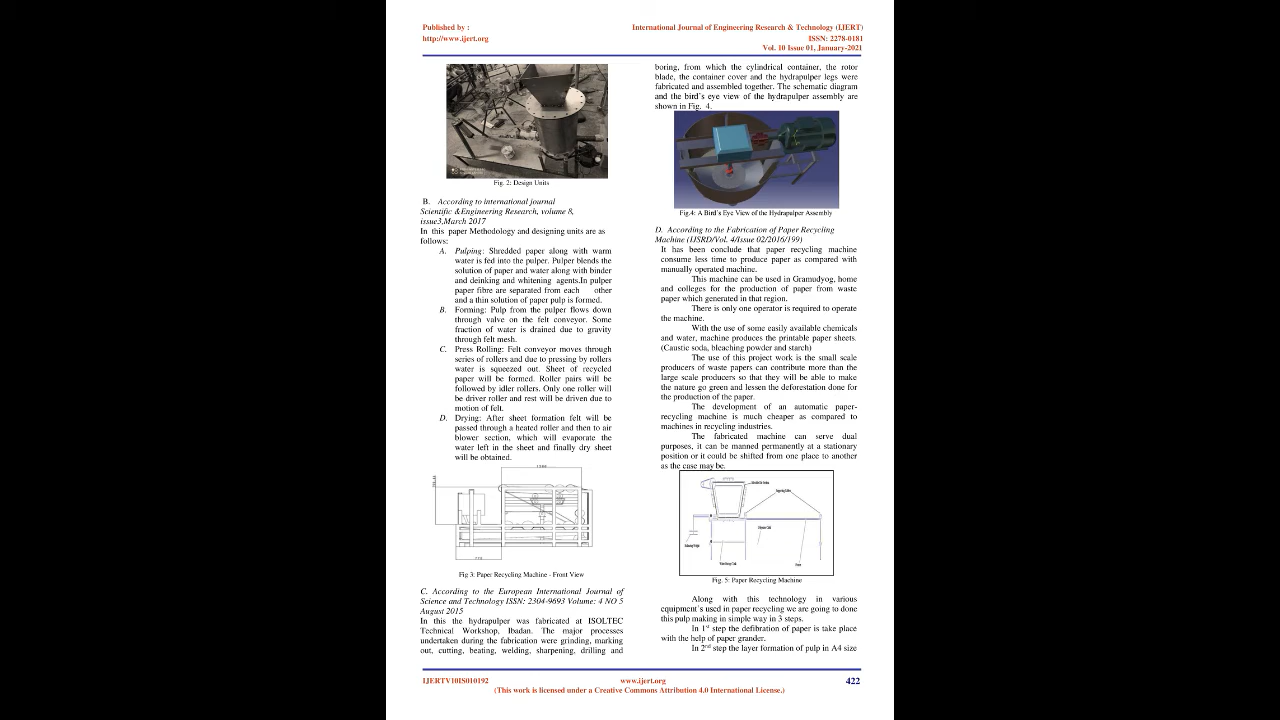 Published by :
http://www.ijert.org
International Journal of Engineering Research & Technology (IJERT)
ISSN: 2278-0181
Vol. 10 Issue 01, January-2021
Fig. 2: Design Units
B. According to international journal
Scientific &Engineering Research, volume 8,
issue3,March 2017
In this paper Methodology and designing units are as
follows:
A. Pulping: Shredded paper along with warm
water is fed into the pulper. Pulper blends the
solution of paper and water along with binder
and deinking and whitening agents.In pulper
paper fibre are separated from each other
and a thin solution of paper pulp is formed.
B. Forming: Pulp from the pulper flows down
through valve on the felt conveyor. Some
fraction of water is drained due to gravity
through felt mesh.
C. Press Rolling: Felt conveyor moves through
series of rollers and due to pressing by rollers
water is squeezed out. Sheet of recycled
paper will be formed. Roller pairs will be
followed by idler rollers. Only one roller will
be driver roller and rest will be driven due to
motion of felt.
D. Drying: After sheet formation felt will be
passed through a heated roller and then to air
blower section, which will evaporate the
water left in the sheet and finally dry sheet
will be obtained.
Fig 3: Paper Recycling Machine - Front View
C. According to the European International Journal of
Science and Technology ISSN: 2304-9693 Volume: 4 NO 5
August 2015
In this the hydrapulper was fabricated at ISOLTEC
Technical Workshop, Ibadan. The major processes
undertaken during the fabrication were grinding, marking
out, cutting, beating, welding, sharpening, drilling and
boring, from which the cylindrical container, the rotor
blade, the container cover and the hydrapulper legs were
fabricated and assembled together. The schematic diagram
and the bird's eye view of the hydrapulper assembly are
shown in Fig. 4.
Fig.4: A Bird's Eye View of the Hydrapulper Assembly
D. According to the Fabrication of Paper Recycling
Machine (IJSRD/Vol. 4/Issue 02/2016/199)
It has been conclude that paper recycling machine
consume less time to produce paper as compared with
manually operated machine.
This machine can be used in Gramudyog, home
and colleges for the production of paper from waste
paper which generated in that region.
There is only one operator is required to operate
the machine.
With the use of some easily available chemicals
and water, machine produces the printable paper sheets.
(Caustic soda, bleaching powder and starch)
The use of this project work is the small scale
producers of waste papers can contribute more than the
large scale producers so that they will be able to make
the nature go green and lessen the deforestation done for
the production of the paper.
The development of an automatic paper-
recycling machine is much cheaper as compared to
machines in recycling industries.
The fabricated machine can serve dual
purposes, it can be manned permanently at a stationary
position or it could be shifted from one place to another
as the case may be.
Fig. 5: Paper Recycling Machine
Along with this technology in various
equipment's used in paper recycling we are going to done
this pulp making in simple way in 3 steps.
In 1st step the defibration of paper is take place
with the help of paper grander.
In 2nd step the layer formation of pulp in A4 size
IJERTV10IS010192
www.ijert.org
422
(This work is licensed under a Creative Commons Attribution 4.0 International License.)